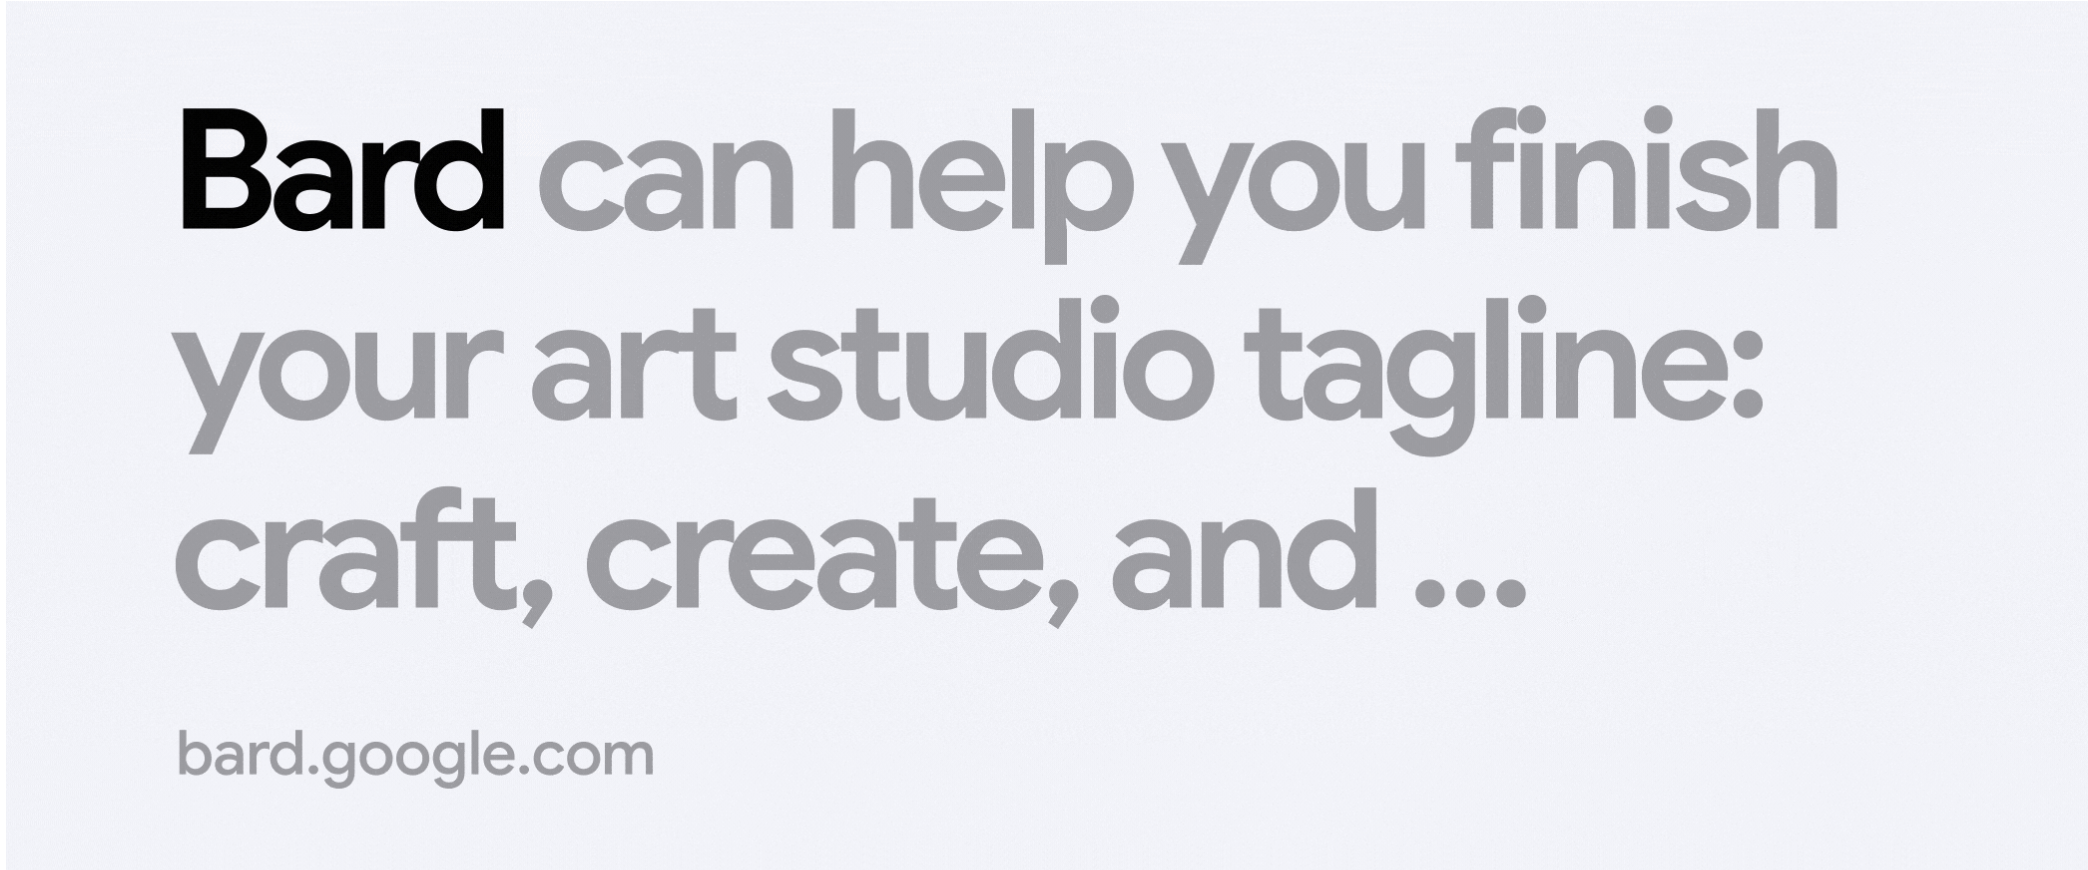 Bard can help you finish
your art studio tagline:
craft, create, and ...
bard.google.com